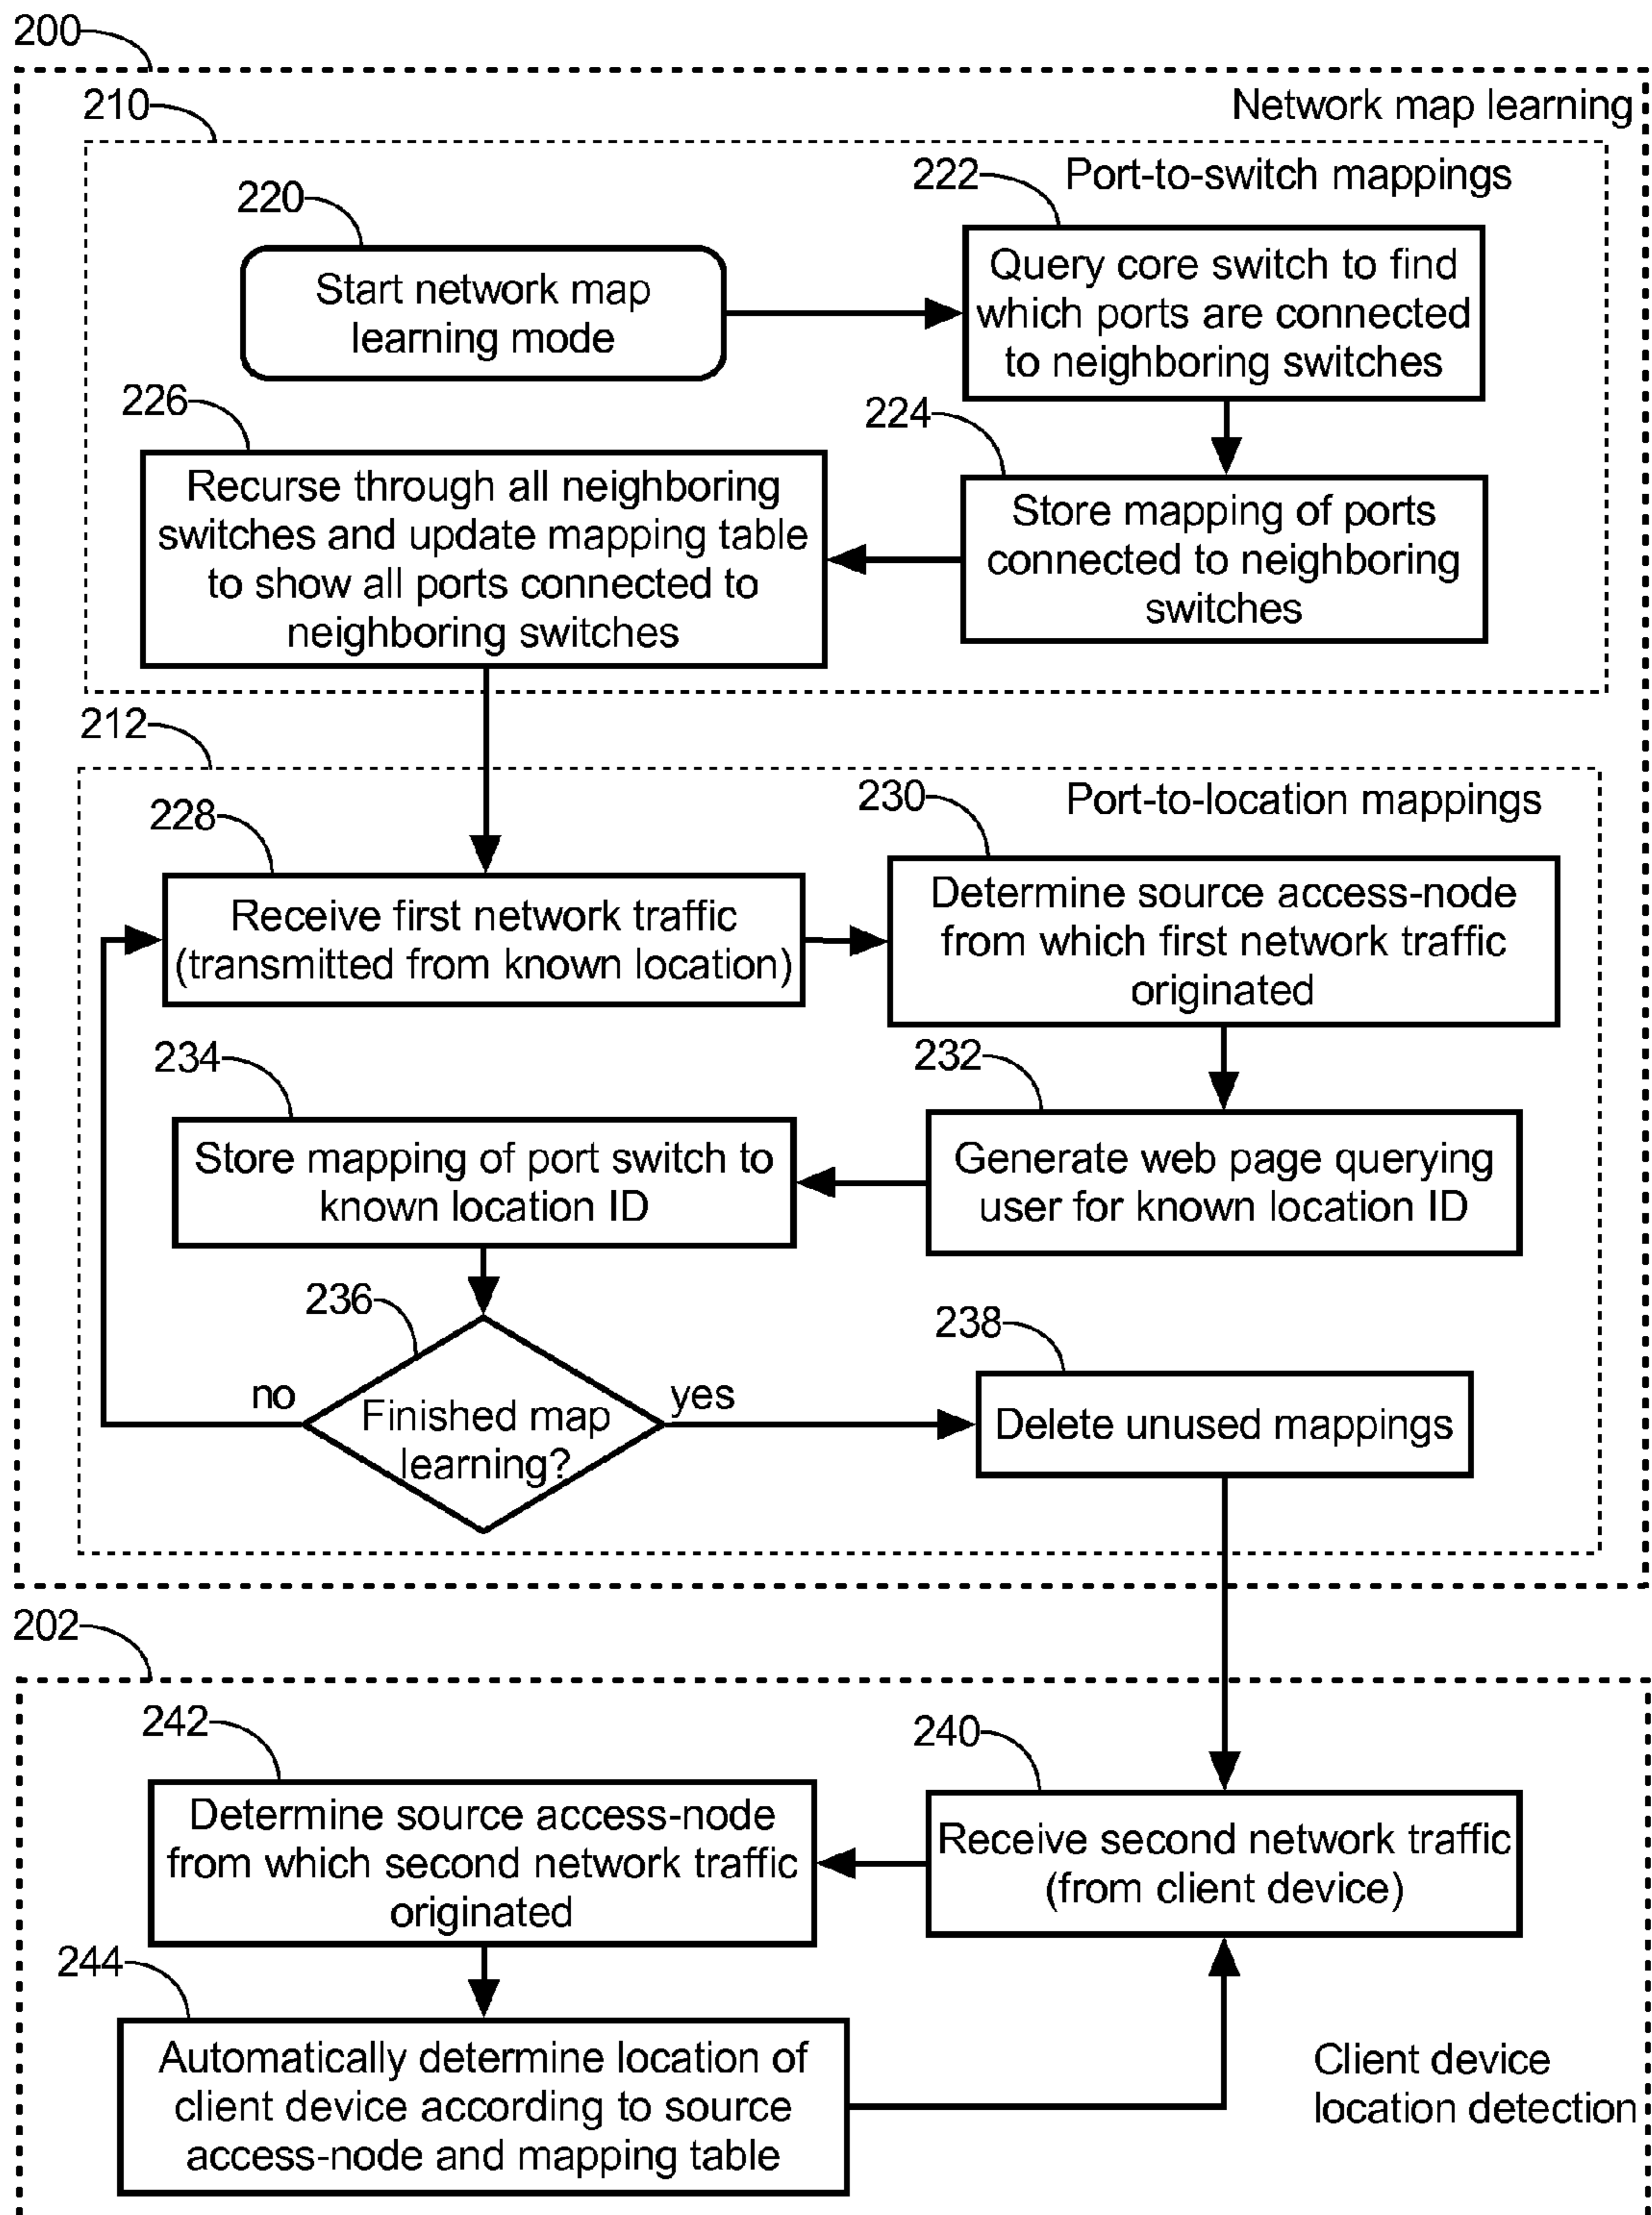 200
Network map learning
210
Port-to-switch mappings
220
Start network map
learning mode
222
Query core switch to find
which ports are connected
to neighboring switches
224
Store mapping of ports
connected to neighboring
switches
226
Recurse through all neighboring
switches and update mapping table
to show all ports connected to
neighboring switches
212
Port-to-location mappings
228
Receive first network traffic
(transmitted from known location)
230
Determine source access-node
from which first network traffic
originated
232
Generate web page querying
user for known location ID
234
Store mapping of port switch to
known location ID
236
Finished map
learning?
no
yes
238
Delete unused mappings
202
240
Receive second network traffic
(from client device)
242
Determine source access-node
from which second network traffic
originated
244
Automatically determine location of
client device according to source
access-node and mapping table
Client device
location detection